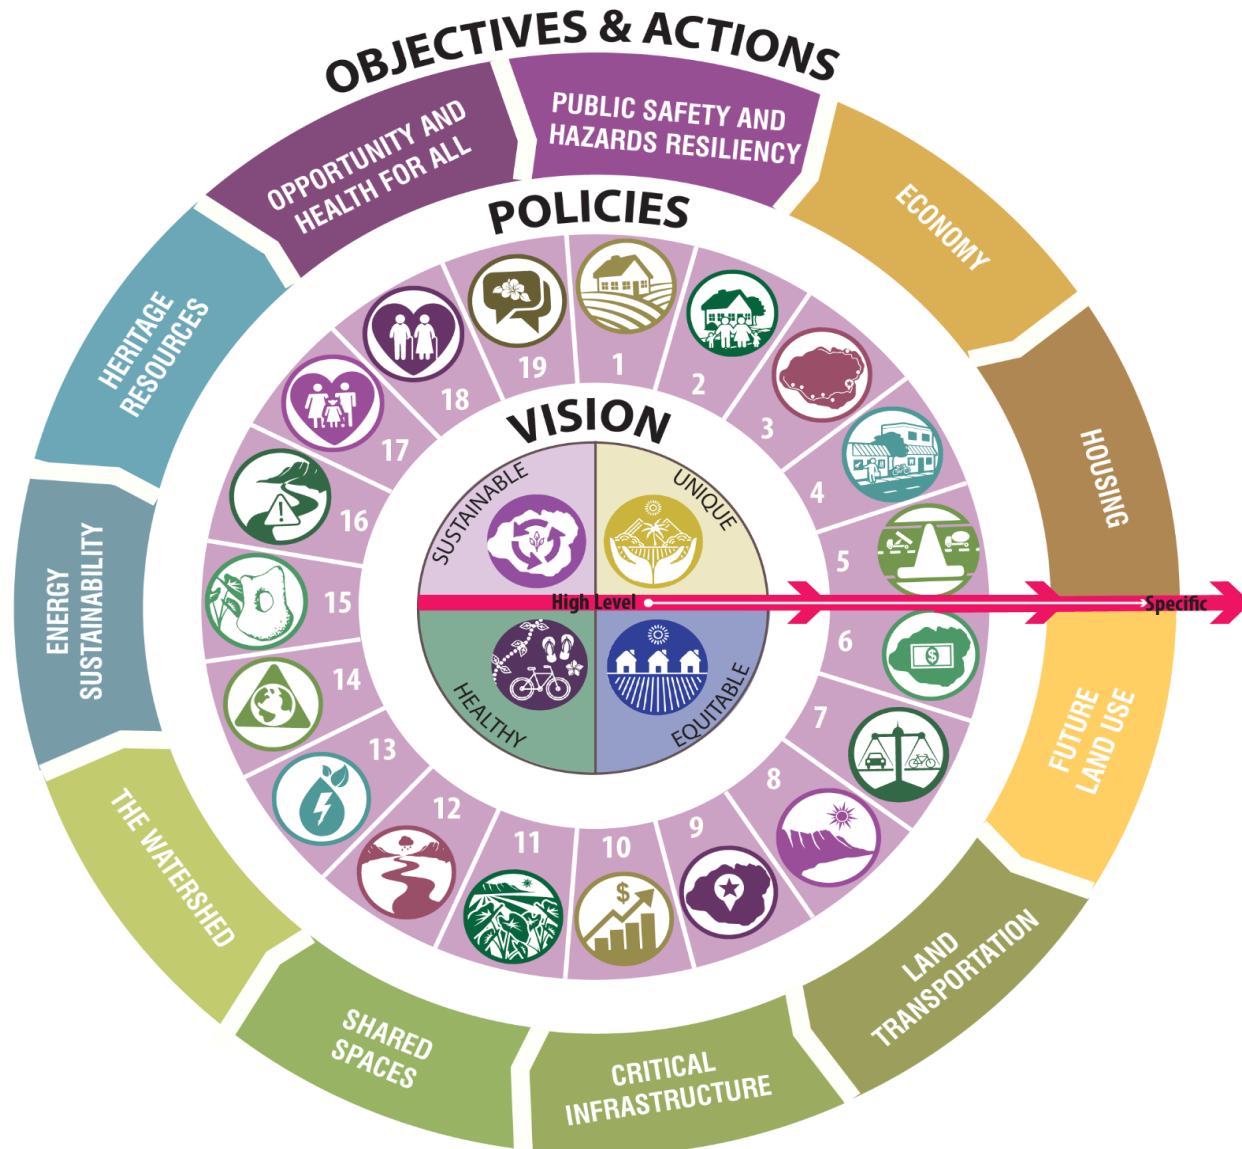 OBJECTIVES & ACTIONS
PUBLIC SAFETY AND
HAZARDS RESILIENCY
ECONOMY
HOUSING
FUTURE
LAND USE
LAND
TRANSPORTATION
CRITICAL
INFRASTRUCTURE
SHARED
SPACES
THE WATERSHED
ENERGY
SUSTAINABILITY
HERITAGE
RESOURCES
OPPORTUNITY AND
HEALTH FOR ALL
POLICIES
1
2
3
4
5
6
$
7
8
9
10
$
11
12
13
14
15
16
!
17
18
19
VISION
SUSTAINABLE
UNIQUE
High Level
Specific
HEALTHY
EQUITABLE